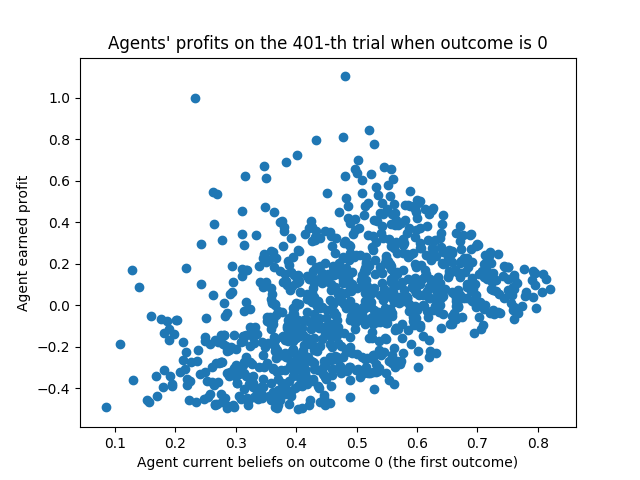 Agents' profits on the 401-th trial when outcome is 0
Agent earned profit
1.0
0.8
0.6
0.4
0.2
0.0
−0.2
−0.4
0.1 0.2 0.3 0.4 0.5 0.6 0.7 0.8
Agent current beliefs on outcome 0 (the first outcome)